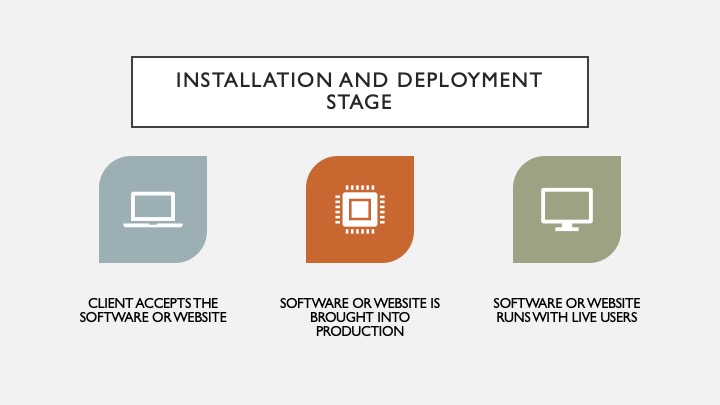 INSTALLATION AND DEPLOYMENT
STAGE
CLIENT ACCEPTS THE
SOFTWARE OR WEBSITE
SOFTWARE OR WEBSITE IS
BROUGHT INTO
PRODUCTION
SOFTWARE OR WEBSITE
RUNS WITH LIVE USERS